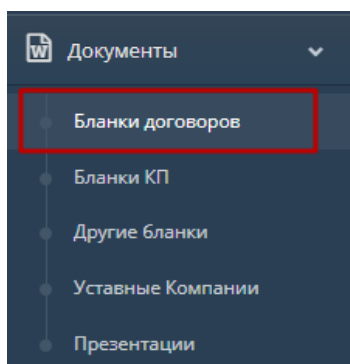 Документы
Бланки договоров
Бланки КП
Другие бланки
Уставные Компании
Презентации